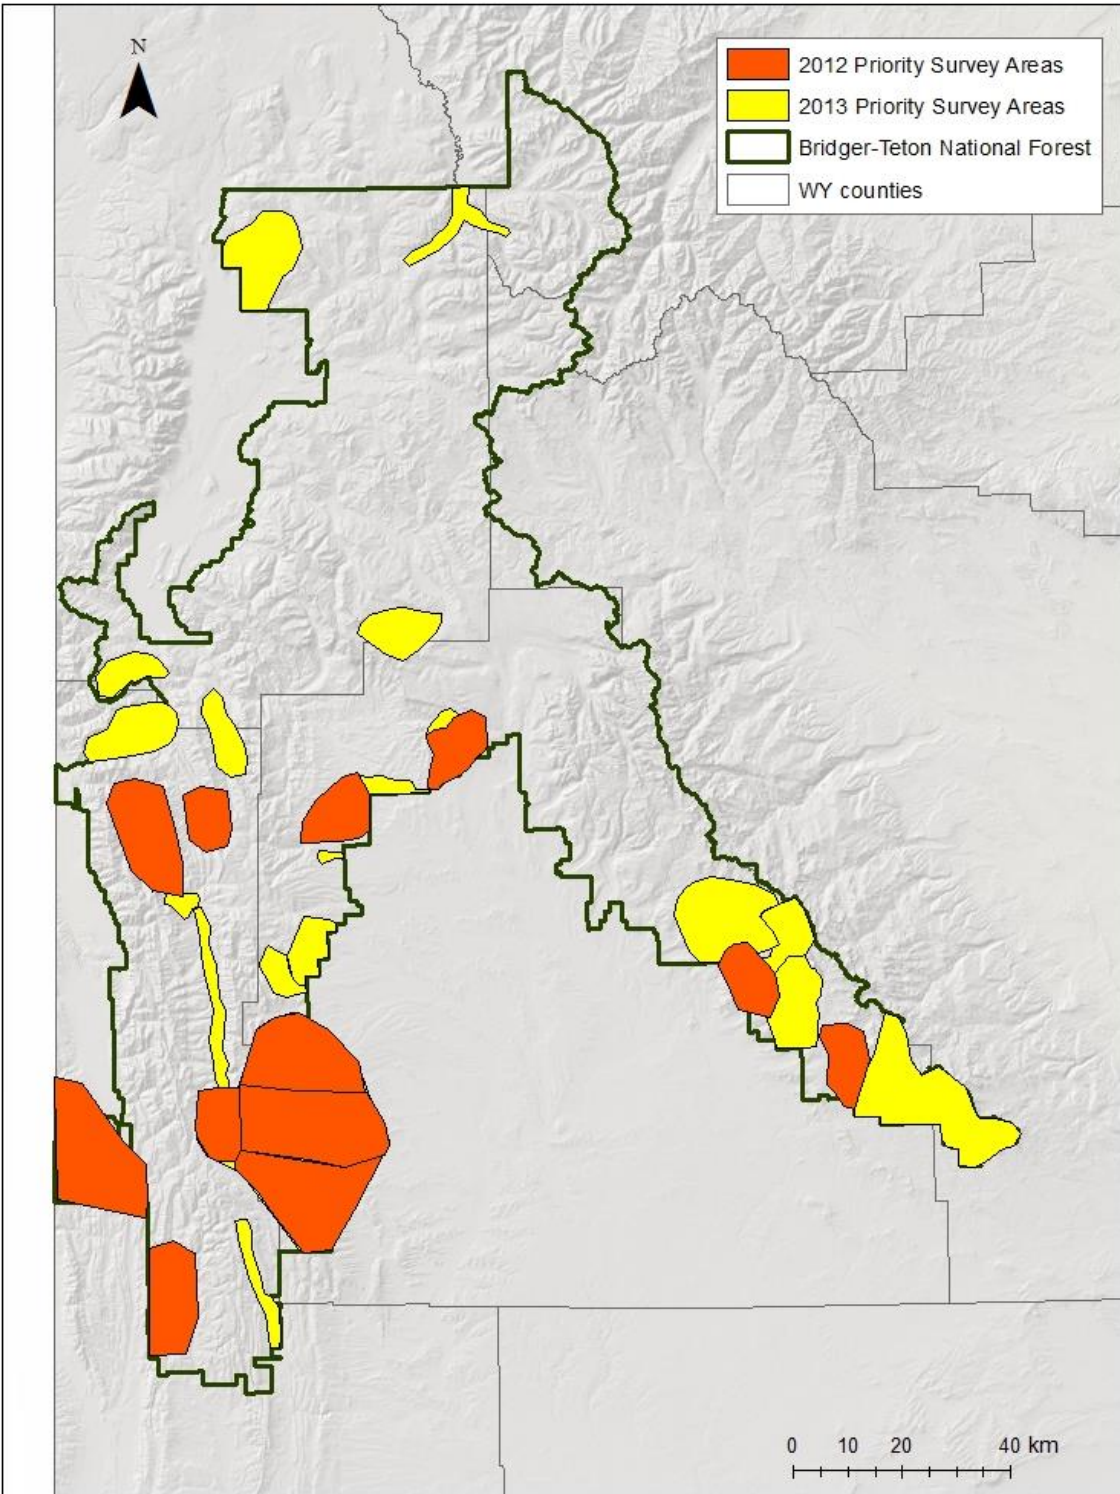 N
2012 Priority Survey Areas
2013 Priority Survey Areas
Bridger-Teton National Forest
WY counties
0 10 20 40 km